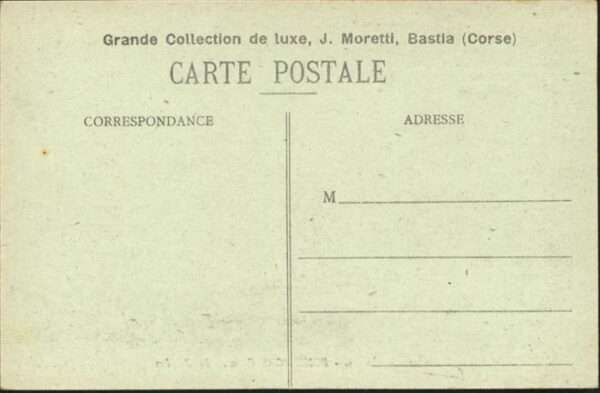 Grande Collection de luxe, J. Moretti, Bastia (Corse)
CARTE POSTALE
CORRESPONDANCE
ADRESSE
M